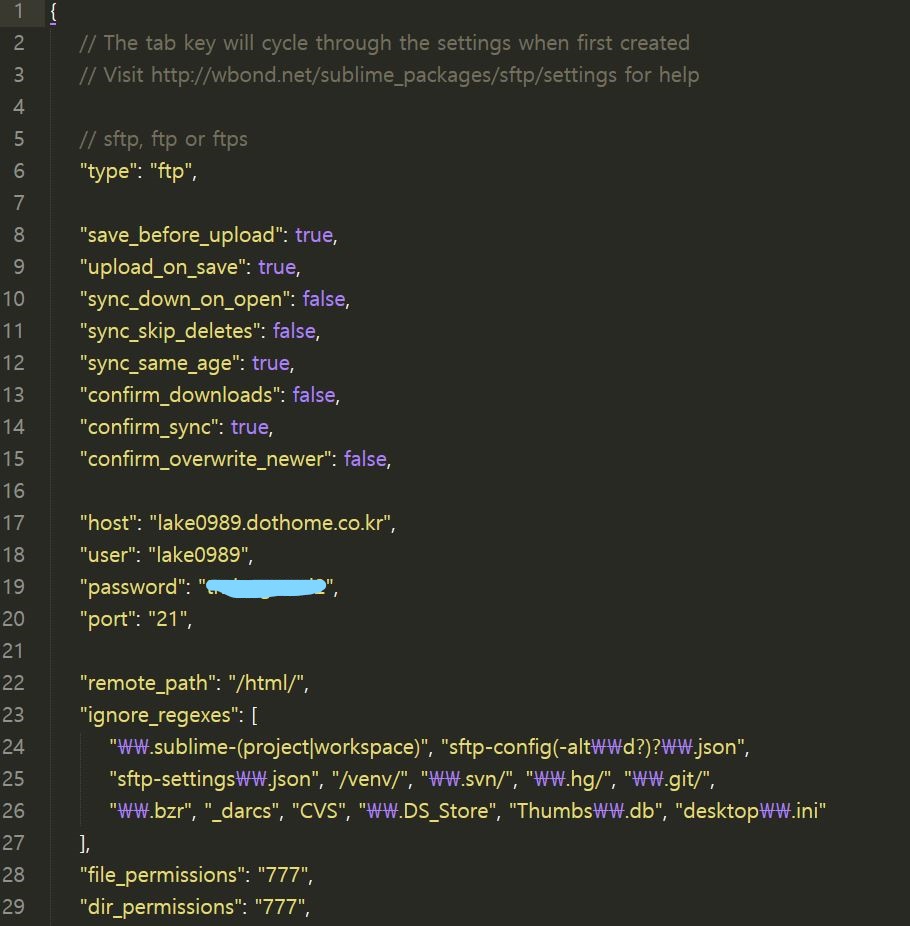 1 {
2 // The tab key will cycle through the settings when first created
3 // Visit http://wbond.net/sublime_packages/sftp/settings for help
4
5 // sftp, ftp or ftps
6 "type": "ftp",
7
8 "save_before_upload": true,
9 "upload_on_save": true,
10 "sync_down_on_open": false,
11 "sync_skip_deletes": false,
12 "sync_same_age": true,
13 "confirm_downloads": false,
14 "confirm_sync": true,
15 "confirm_overwrite_newer": false,
16
17 "host": "lake0989.dothome.co.kr",
18 "user": "lake0989",
19 "password": "",
20 "port": "21",
21
22 "remote_path": "/html/",
23 "ignore_regexes": [
24 "₩₩.sublime-(project|workspace)", "sftp-config(-alt₩₩d?)?₩₩.json",
25 "sftp-settings₩₩.json", "/venv/", "₩₩.svn/", "₩₩.hg/", "₩₩.git/",
26 "₩₩.bzr", "_darcs", "CVS", "₩₩.DS_Store", "Thumbs₩₩.db", "desktop₩₩.ini"
27 ],
28 "file_permissions": "777",
29 "dir_permissions": "777",